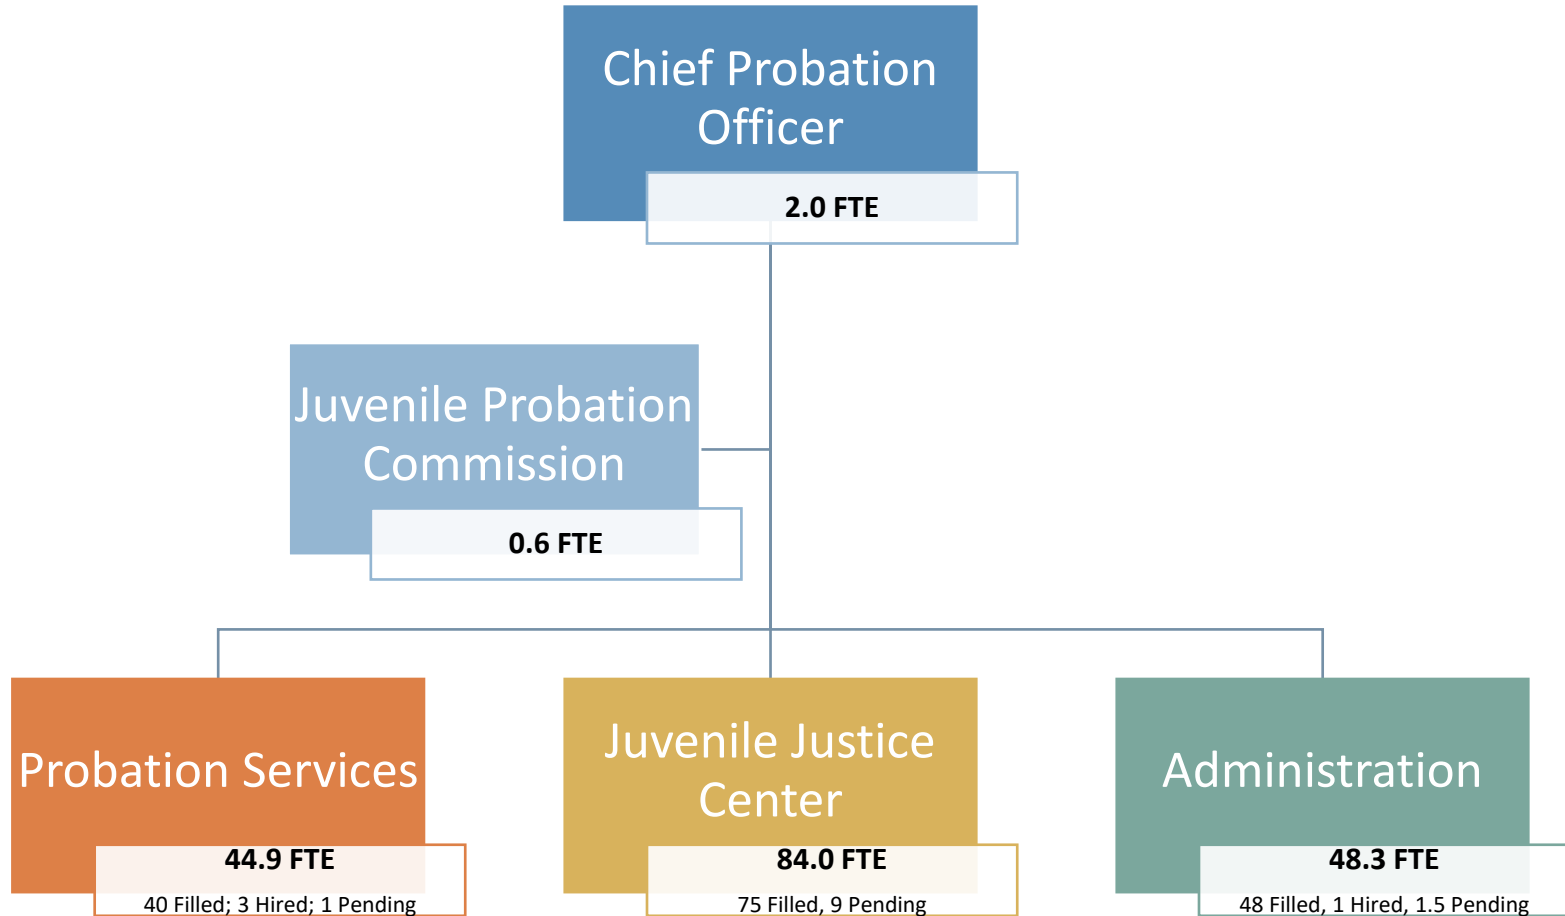 Chief Probation
Officer
2.0 FTE
Juvenile Probation
Commission
0.6 FTE
Probation Services
44.9 FTE
40 Filled; 3 Hired; 1 Pending
Juvenile Justice
Center
84.0 FTE
75 Filled, 9 Pending
Administration
48.3 FTE
48 Filled, 1 Hired, 1.5 Pending